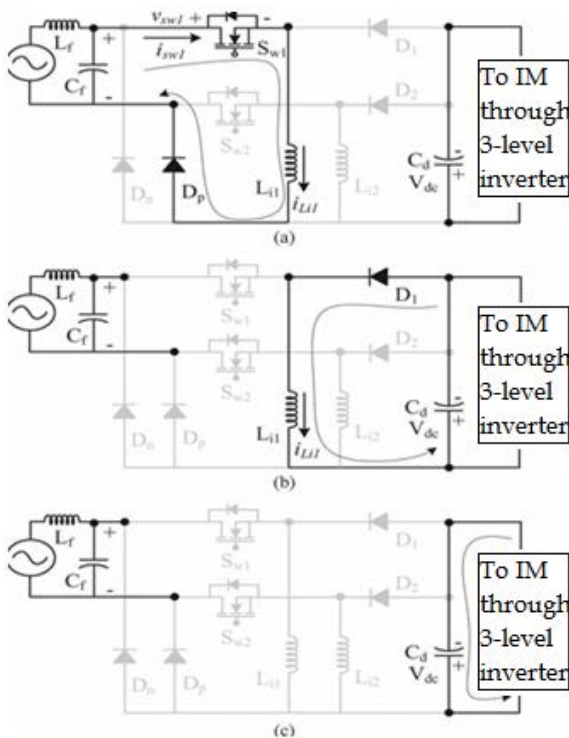 v_sw1 + -
L_f + i_sw1 S_w1 D_1
C_f D_2
-
S_w2
D_n D_p L_i1 i_Li1 L_i2
C_d - V_dc +
To IM
through
3-level
inverter
(a)
L_f + S_w1 D_1
C_f D_2
-
S_w2
D_n D_p L_i1 i_Li1 L_i2
C_d - V_dc +
To IM
through
3-level
inverter
(b)
L_f + S_w1 D_1
C_f D_2
-
S_w2
D_n D_p L_i1 L_i2
C_d - V_dc +
To IM
through
3-level
inverter
(c)